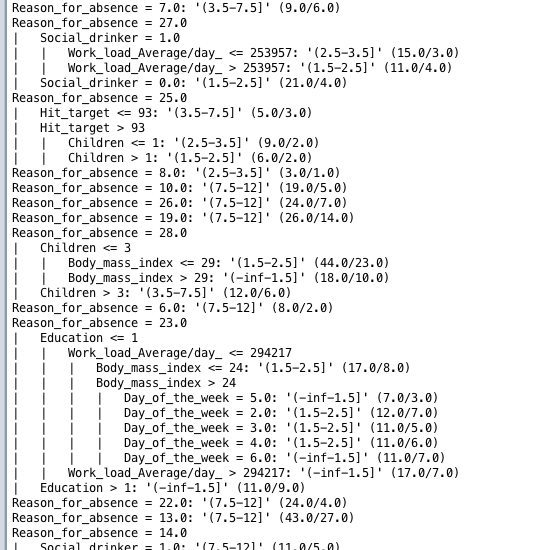 Reason_for_absence = 7.0: '(3.5-7.5]' (9.0/6.0)
Reason_for_absence = 27.0
|   Social_drinker = 1.0
|   |   Work_load_Average/day_ <= 253957: '(2.5-3.5]' (15.0/3.0)
|   |   Work_load_Average/day_ > 253957: '(1.5-2.5]' (11.0/4.0)
|   Social_drinker = 0.0: '(1.5-2.5]' (21.0/4.0)
Reason_for_absence = 25.0
|   Hit_target <= 93: '(3.5-7.5]' (5.0/3.0)
|   Hit_target > 93
|   |   Children <= 1: '(2.5-3.5]' (9.0/2.0)
|   |   Children > 1: '(1.5-2.5]' (6.0/2.0)
Reason_for_absence = 8.0: '(2.5-3.5]' (3.0/1.0)
Reason_for_absence = 10.0: '(7.5-12]' (19.0/5.0)
Reason_for_absence = 26.0: '(7.5-12]' (24.0/7.0)
Reason_for_absence = 19.0: '(7.5-12]' (26.0/14.0)
Reason_for_absence = 28.0
|   Children <= 3
|   |   Body_mass_index <= 29: '(1.5-2.5]' (44.0/23.0)
|   |   Body_mass_index > 29: '(-inf-1.5]' (18.0/10.0)
|   Children > 3: '(3.5-7.5]' (12.0/6.0)
Reason_for_absence = 6.0: '(7.5-12]' (8.0/2.0)
Reason_for_absence = 23.0
|   Education <= 1
|   |   Work_load_Average/day_ <= 294217
|   |   |   Body_mass_index <= 24: '(1.5-2.5]' (17.0/8.0)
|   |   |   Body_mass_index > 24
|   |   |   |   Day_of_the_week = 5.0: '(-inf-1.5]' (7.0/3.0)
|   |   |   |   Day_of_the_week = 2.0: '(1.5-2.5]' (12.0/7.0)
|   |   |   |   Day_of_the_week = 3.0: '(1.5-2.5]' (11.0/5.0)
|   |   |   |   Day_of_the_week = 4.0: '(1.5-2.5]' (11.0/6.0)
|   |   |   |   Day_of_the_week = 6.0: '(-inf-1.5]' (11.0/7.0)
|   |   Work_load_Average/day_ > 294217: '(-inf-1.5]' (17.0/7.0)
|   Education > 1: '(-inf-1.5]' (11.0/9.0)
Reason_for_absence = 22.0: '(7.5-12]' (24.0/4.0)
Reason_for_absence = 13.0: '(7.5-12]' (43.0/27.0)
Reason_for_absence = 14.0
|   Social_drinker = 1.0: '(7.5-12]' (11.0/5.0)